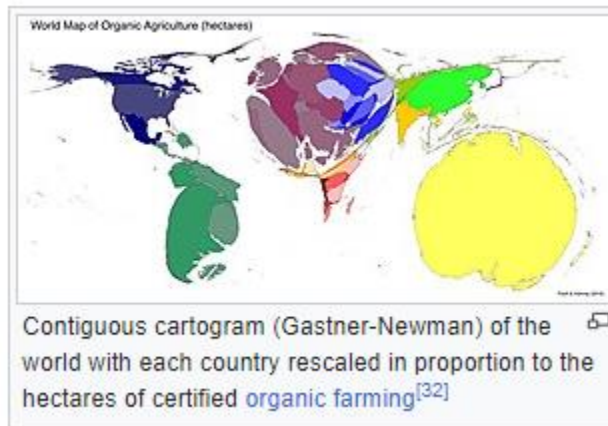 World Map of Organic Agriculture (hectares)
Contiguous cartogram (Gastner-Newman) of the
world with each country rescaled in proportion to the
hectares of certified organic farming[32]